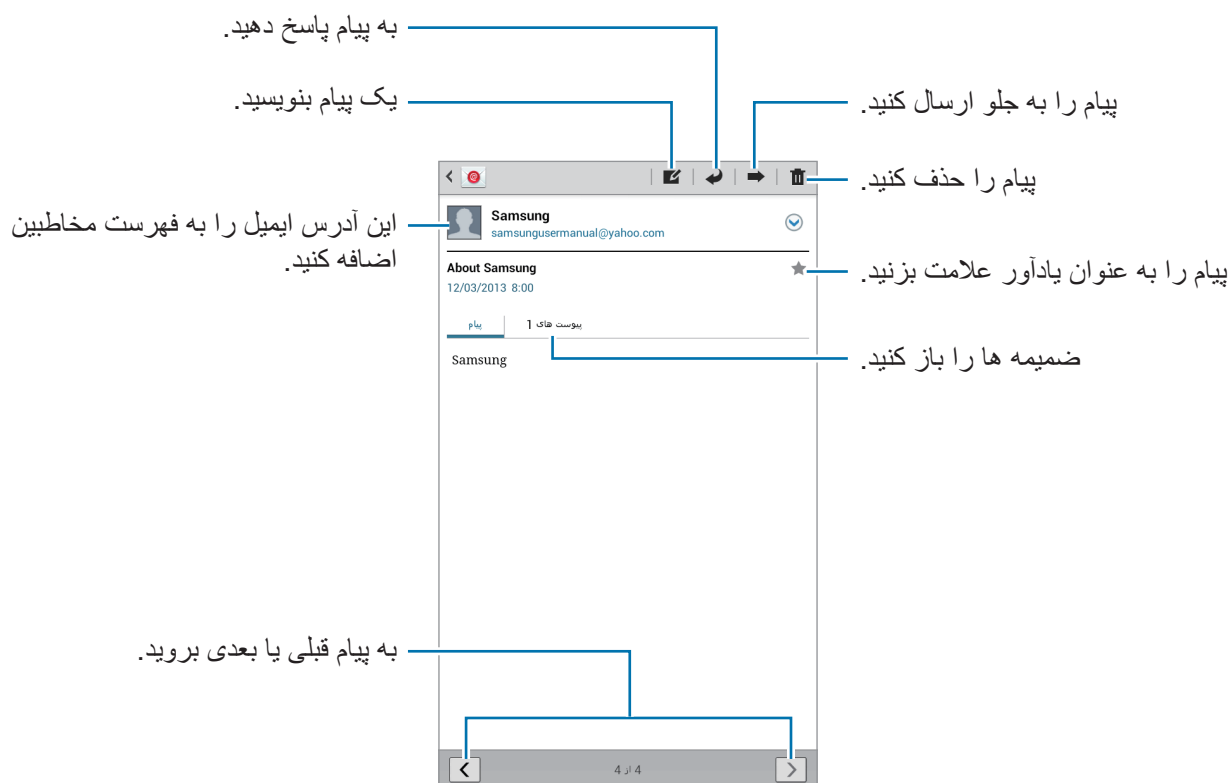 به پیام پاسخ دهید.
یک پیام بنویسید.
پیام را به جلو ارسال کنید.
پیام را حذف کنید.
این آدرس ایمیل را به فهرست مخاطبین
اضافه کنید.
Samsung
samsungusermanual@yahoo.com
About Samsung
12/03/2013 8:00
پیام را به عنوان یادآور علامت بزنید.
پیام
پیوست های 1
Samsung
ضمیمه ها را باز کنید.
به پیام قبلی یا بعدی بروید.
4 از 4